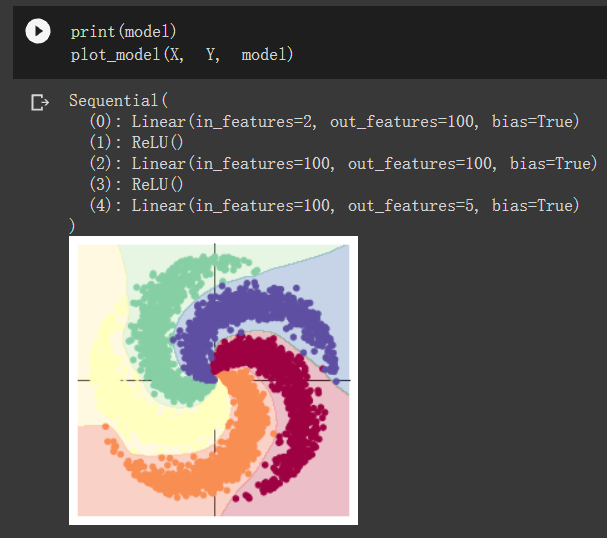 print(model)
plot_model(X, Y, model)
Sequential(
  (0): Linear(in_features=2, out_features=100, bias=True)
  (1): ReLU()
  (2): Linear(in_features=100, out_features=100, bias=True)
  (3): ReLU()
  (4): Linear(in_features=100, out_features=5, bias=True)
)